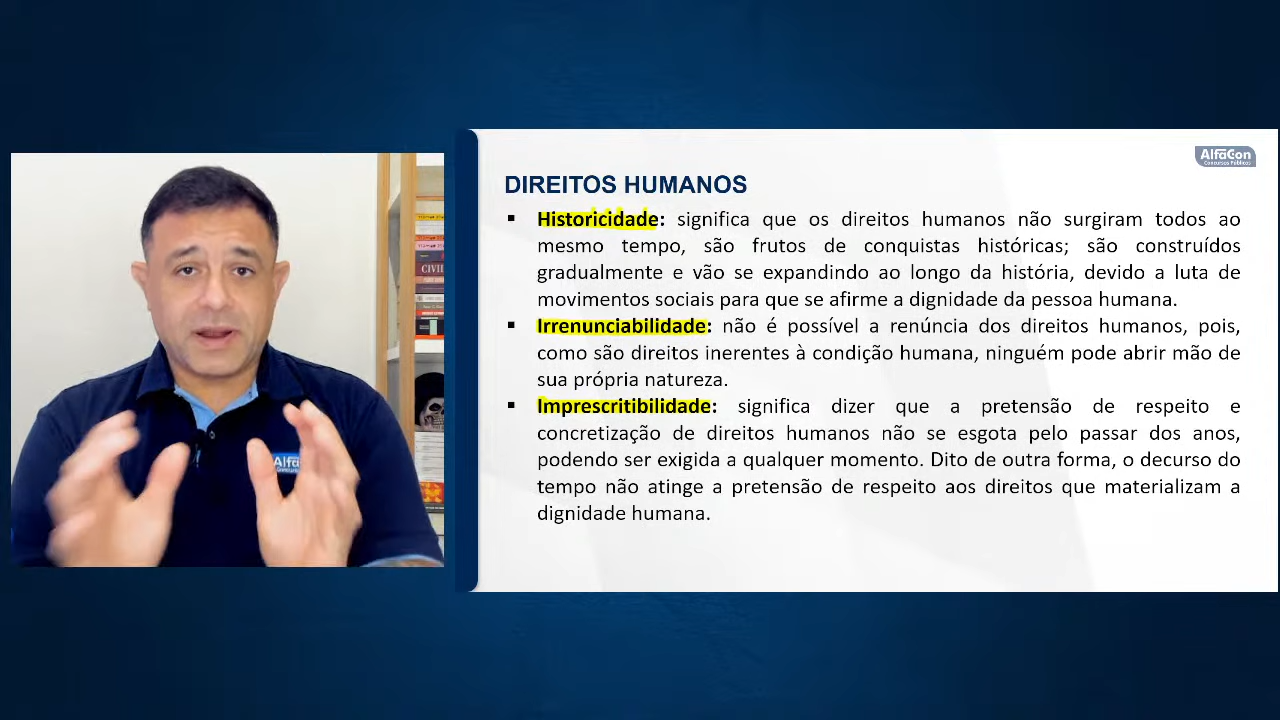 AlfaCon
Concursos Públicos
DIREITOS HUMANOS
▪ Historicidade: significa que os direitos humanos não surgiram todos ao
mesmo tempo, são frutos de conquistas históricas; são construídos
gradualmente e vão se expandindo ao longo da história, devido a luta de
movimentos sociais para que se afirme a dignidade da pessoa humana.
▪ Irrenunciabilidade: não é possível a renúncia dos direitos humanos, pois,
como são direitos inerentes à condição humana, ninguém pode abrir mão de
sua própria natureza.
▪ Imprescritibilidade: significa dizer que a pretensão de respeito e
concretização de direitos humanos não se esgota pelo passar dos anos,
podendo ser exigida a qualquer momento. Dito de outra forma, o decurso do
tempo não atinge a pretensão de respeito aos direitos que materializam a
dignidade humana.
CIVIL
Alfa